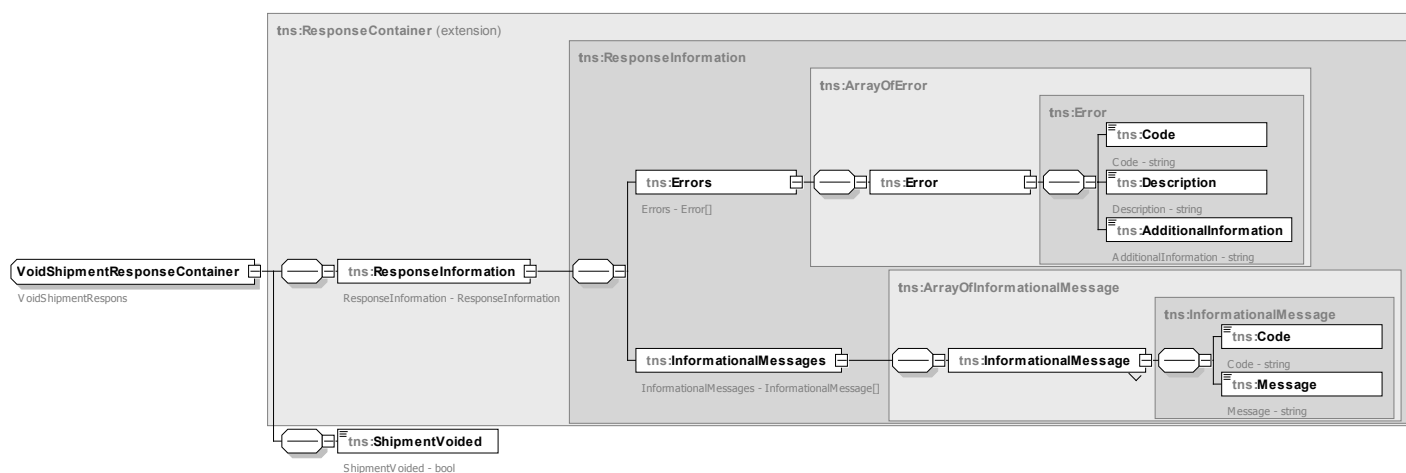 tns:ResponseContainer (extension)
tns:ResponseInformation
tns:ArrayOfError
tns:Error
tns:Code
Code - string
tns:Errors
tns:Error
tns:Description
Errors - Error[]
Description - string
tns:AdditionalInformation
AdditionalInformation - string
VoidShipmentResponseContainer
tns:ResponseInformation
VoidShipmentRespons
ResponseInformation - ResponseInformation
tns:ArrayOfInformationalMessage
tns:InformationalMessage
tns:Code
Code - string
tns:InformationalMessages
tns:InformationalMessage
InformationalMessages - InformationalMessage[]
tns:Message
Message - string
tns:ShipmentVoided
ShipmentVoided - bool